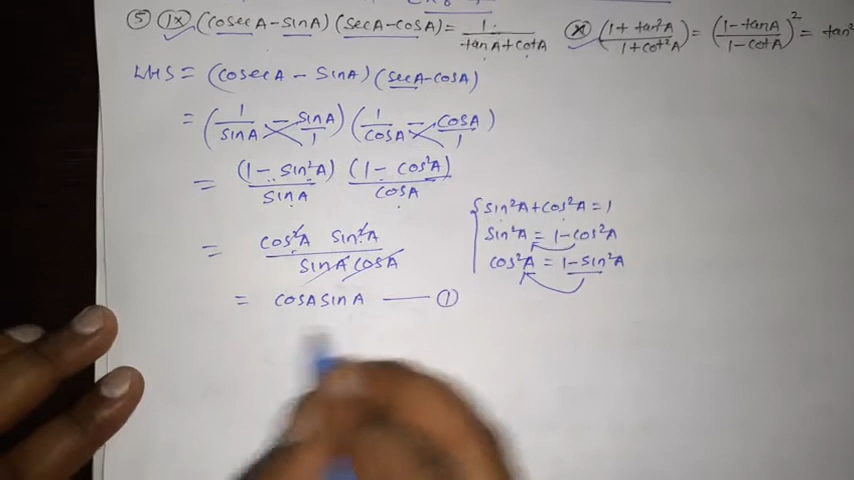 ⑤ (ix) (cosecA - sinA) (secA - cosA) = 1/(tanA + cotA)
(x) ((1 + tan²A)/(1 + cot²A)) = ((1 - tanA)/(1 - cotA))² = tan²
LHS = (cosecA - sinA) (secA - cosA)
= (1/sinA - sinA/1) (1/cosA - cosA/1)
= (1 - sin²A)/sinA (1 - cos²A)/cosA
{sin²A + cos²A = 1
sin²A = 1 - cos²A
cos²A = 1 - sin²A
= cos²A sin²A / sinA cosA
= cosA sinA —— ①